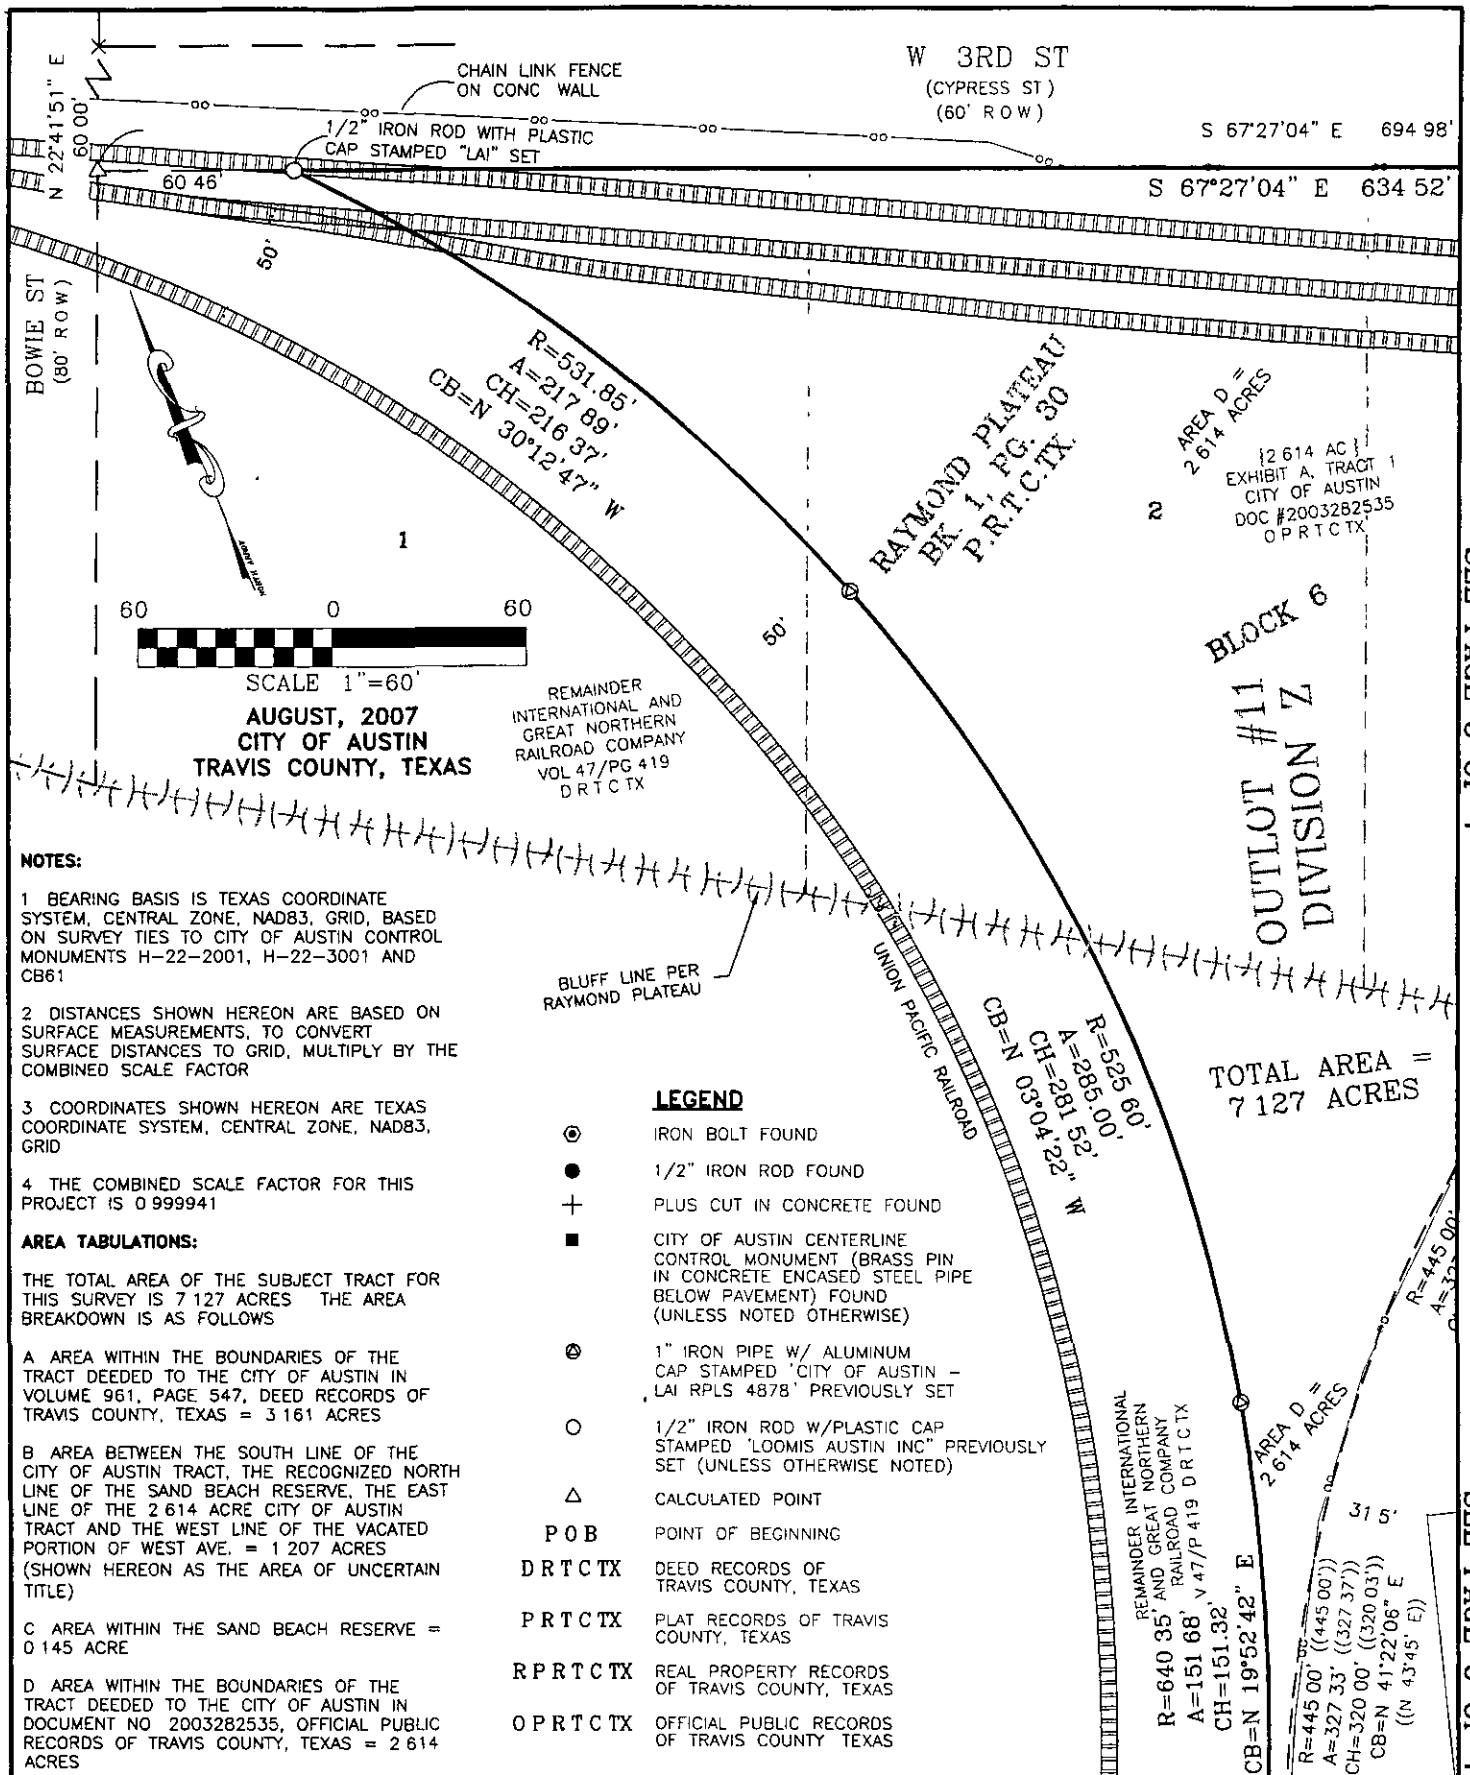 N 22°41'51" E
60 00'
CHAIN LINK FENCE
ON CONC WALL
W 3RD ST
(CYPRESS ST )
(60' R O W )
1/2" IRON ROD WITH PLASTIC
CAP STAMPED "LAI" SET
S 67°27'04" E 694 98'
60 46'
S 67°27'04" E 634 52'
50'
BOWIE ST
(80' R O W )
R=531.85'
A=217 89'
CH=216 37'
CB=N 30°12'47" W
RAYMOND PLATEAU
BK. 1, PG. 30
P.R.T.C.TX.
AREA D =
2 614 ACRES
{2 614 AC }
EXHIBIT A, TRACT 1
CITY OF AUSTIN
DOC #2003282535
O P R T C TX
2
1
60 0 60
SCALE 1"=60'
AUGUST, 2007
CITY OF AUSTIN
TRAVIS COUNTY, TEXAS
50'
BLOCK 6
OUTLOT #11
DIVISION Z
REMAINDER
INTERNATIONAL AND
GREAT NORTHERN
RAILROAD COMPANY
VOL 47/PG 419
D R T C TX
BLUFF LINE PER
RAYMOND PLATEAU
UNION PACIFIC RAILROAD
R=525 60'
A=285.00'
CH=281 52'
CB=N 03°04'22" W
TOTAL AREA =
7 127 ACRES
NOTES:
1 BEARING BASIS IS TEXAS COORDINATE
SYSTEM, CENTRAL ZONE, NAD83, GRID, BASED
ON SURVEY TIES TO CITY OF AUSTIN CONTROL
MONUMENTS H-22-2001, H-22-3001 AND
CB61
2 DISTANCES SHOWN HEREON ARE BASED ON
SURFACE MEASUREMENTS, TO CONVERT
SURFACE DISTANCES TO GRID, MULTIPLY BY THE
COMBINED SCALE FACTOR
3 COORDINATES SHOWN HEREON ARE TEXAS
COORDINATE SYSTEM, CENTRAL ZONE, NAD83,
GRID
4 THE COMBINED SCALE FACTOR FOR THIS
PROJECT IS 0 999941
AREA TABULATIONS:
THE TOTAL AREA OF THE SUBJECT TRACT FOR
THIS SURVEY IS 7 127 ACRES THE AREA
BREAKDOWN IS AS FOLLOWS
A AREA WITHIN THE BOUNDARIES OF THE
TRACT DEEDED TO THE CITY OF AUSTIN IN
VOLUME 961, PAGE 547, DEED RECORDS OF
TRAVIS COUNTY, TEXAS = 3 161 ACRES
B AREA BETWEEN THE SOUTH LINE OF THE
CITY OF AUSTIN TRACT, THE RECOGNIZED NORTH
LINE OF THE SAND BEACH RESERVE, THE EAST
LINE OF THE 2 614 ACRE CITY OF AUSTIN
TRACT AND THE WEST LINE OF THE VACATED
PORTION OF WEST AVE. = 1 207 ACRES
(SHOWN HEREON AS THE AREA OF UNCERTAIN
TITLE)
C AREA WITHIN THE SAND BEACH RESERVE =
0 145 ACRE
D AREA WITHIN THE BOUNDARIES OF THE
TRACT DEEDED TO THE CITY OF AUSTIN IN
DOCUMENT NO 2003282535, OFFICIAL PUBLIC
RECORDS OF TRAVIS COUNTY, TEXAS = 2 614
ACRES
LEGEND
IRON BOLT FOUND
1/2" IRON ROD FOUND
PLUS CUT IN CONCRETE FOUND
CITY OF AUSTIN CENTERLINE
CONTROL MONUMENT (BRASS PIN
IN CONCRETE ENCASED STEEL PIPE
BELOW PAVEMENT) FOUND
(UNLESS NOTED OTHERWISE)
1" IRON PIPE W/ ALUMINUM
CAP STAMPED 'CITY OF AUSTIN -
LAI RPLS 4878' PREVIOUSLY SET
1/2" IRON ROD W/PLASTIC CAP
STAMPED 'LOOMIS AUSTIN INC" PREVIOUSLY
SET (UNLESS OTHERWISE NOTED)
CALCULATED POINT
P O B POINT OF BEGINNING
D R T C TX DEED RECORDS OF
TRAVIS COUNTY, TEXAS
P R T C TX PLAT RECORDS OF TRAVIS
COUNTY, TEXAS
R P R T C TX REAL PROPERTY RECORDS
OF TRAVIS COUNTY, TEXAS
O P R T C TX OFFICIAL PUBLIC RECORDS
OF TRAVIS COUNTY TEXAS
R=445 00'
AREA D =
2 614 ACRES
31 5'
REMAINDER INTERNATIONAL
AND GREAT NORTHERN
RAILROAD COMPANY
V 47/P 419 D R T C TX
R=640 35'
A=151 68'
CH=151.32'
CB=N 19°52'42" E
R=445 00' ((445 00'))
A=327 33' ((327 37'))
CH=320 00' ((320 03'))
CB=N 41°22'06" E
((N 43°45' E))